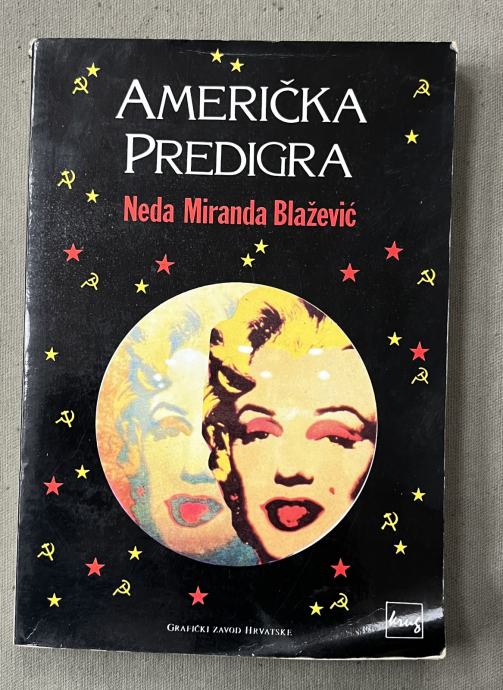 AMERIČKA
PREDIGRA
Neda Miranda Blažević
GRAFIČKI ZAVOD HRVATSKE
krug